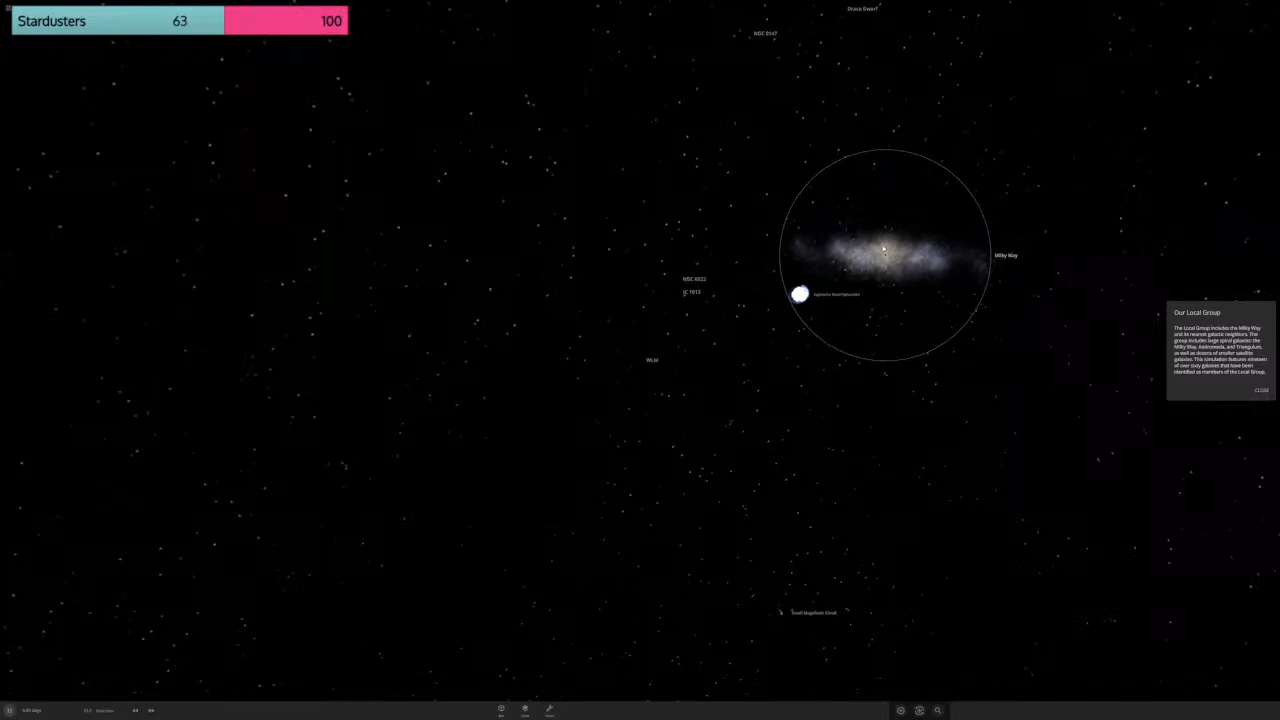 Stardusters 63 100
Draco Dwarf
NGC 0147
Milky Way
NGC 6822
IC 1613
WLM
Our Local Group
The Local Group includes the Milky Way
and its nearest galactic neighbors. The
group includes large spiral galaxies: the
Milky Way, Andromeda, and Triangulum,
as well as dozens of smaller satellite
galaxies. This simulation features nineteen
of over sixty galaxies that have been
identified as members of the Local Group.
CLOSE
Small Magellanic Cloud